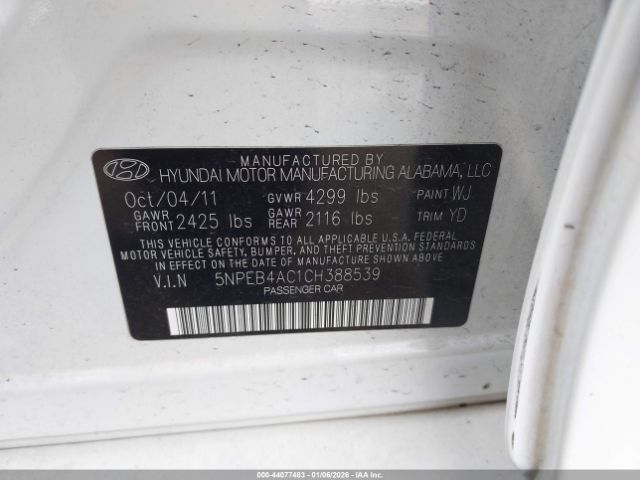 MANUFACTURED BY
HYUNDAI MOTOR MANUFACTURING ALABAMA, LLC
Oct/04/11 GVWR 4299 lbs PAINT WJ
GAWR FRONT 2425 lbs GAWR REAR 2116 lbs TRIM YD
THIS VEHICLE CONFORMS TO ALL APPLICABLE U.S.A. FEDERAL
MOTOR VEHICLE SAFETY, BUMPER, AND THEFT PREVENTION STANDARDS
IN EFFECT ON THE DATE OF MANUFACTURE SHOWN ABOVE
V.I.N 5NPEB4AC1CH388539
PASSENGER CAR
000-44077483 - 01/06/2026 - IAAI.COM